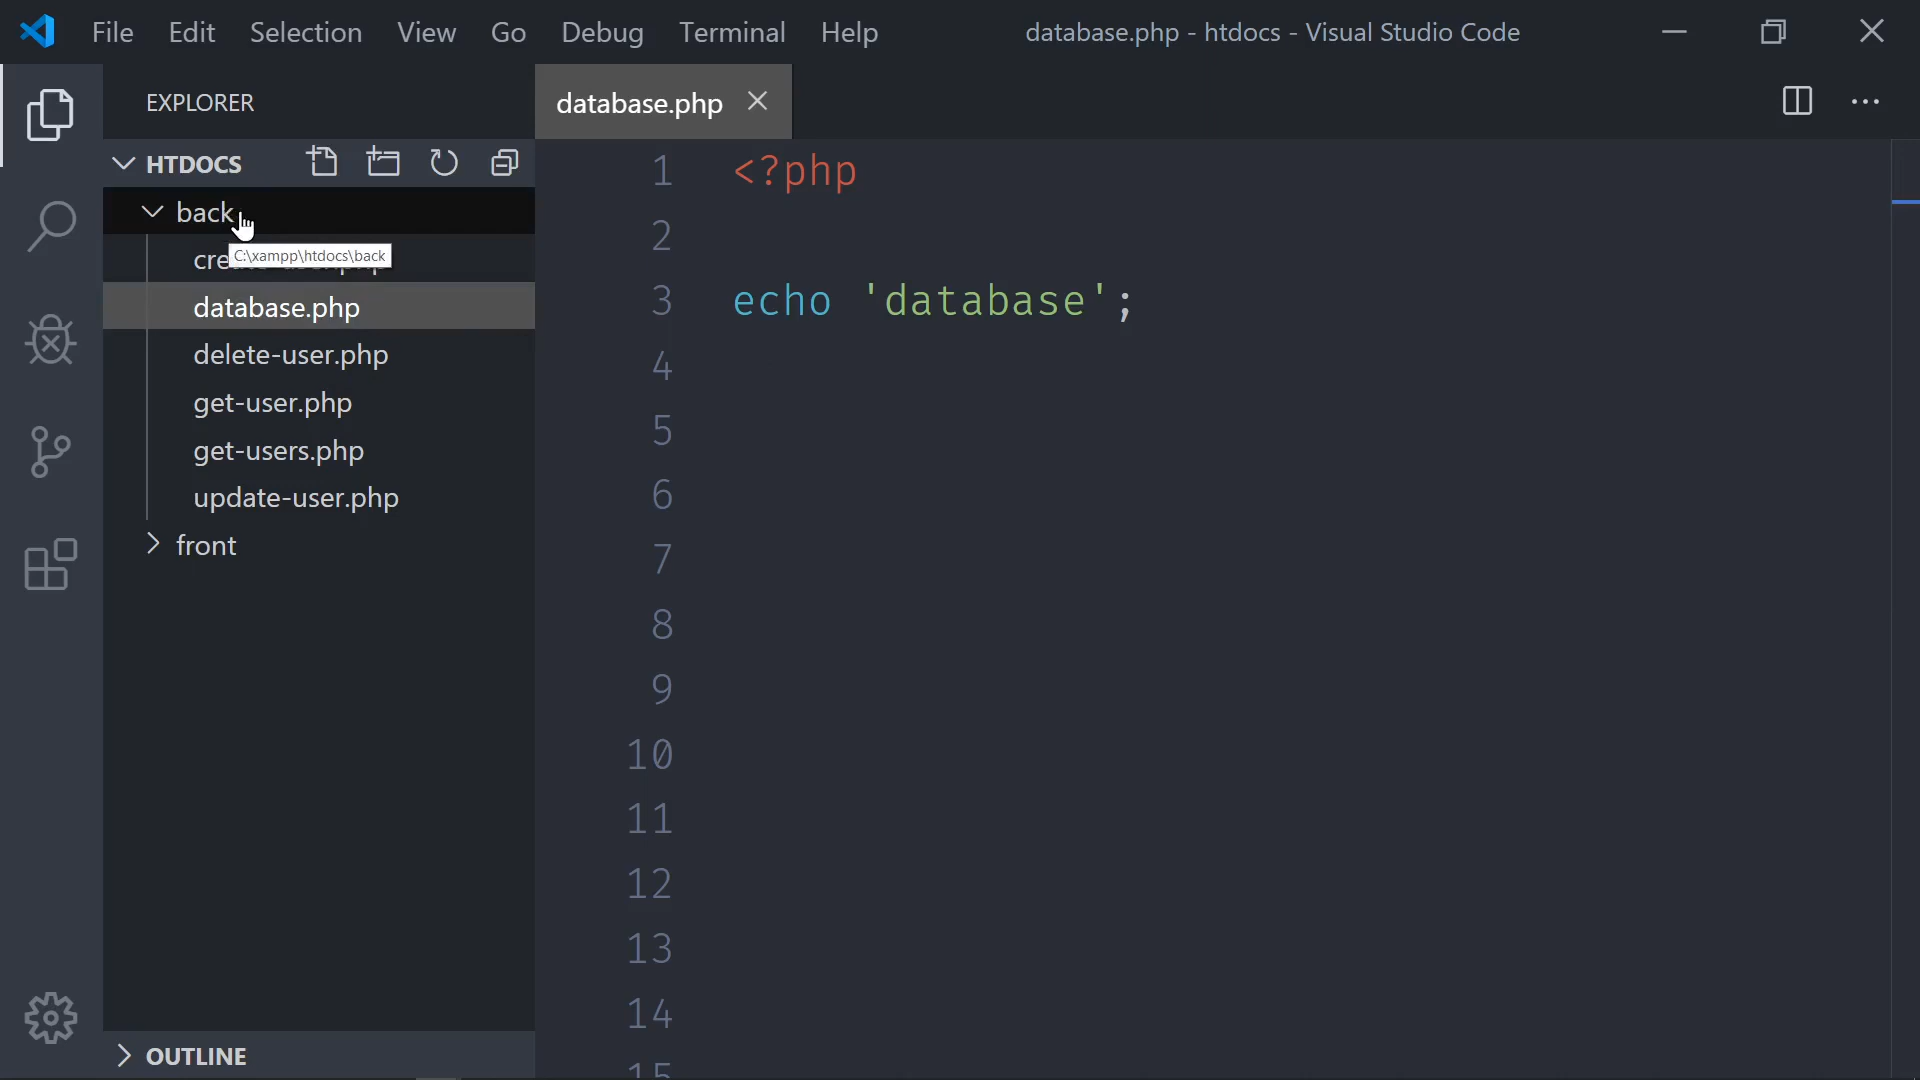 File Edit Selection View Go Debug Terminal Help database.php - htdocs - Visual Studio Code
EXPLORER
database.php
HTDOCS
back
C:\xampp\htdocs\back
database.php
delete-user.php
get-user.php
get-users.php
update-user.php
front
OUTLINE
1 <?php
2
3 echo 'database';
4
5
6
7
8
9
10
11
12
13
14
15